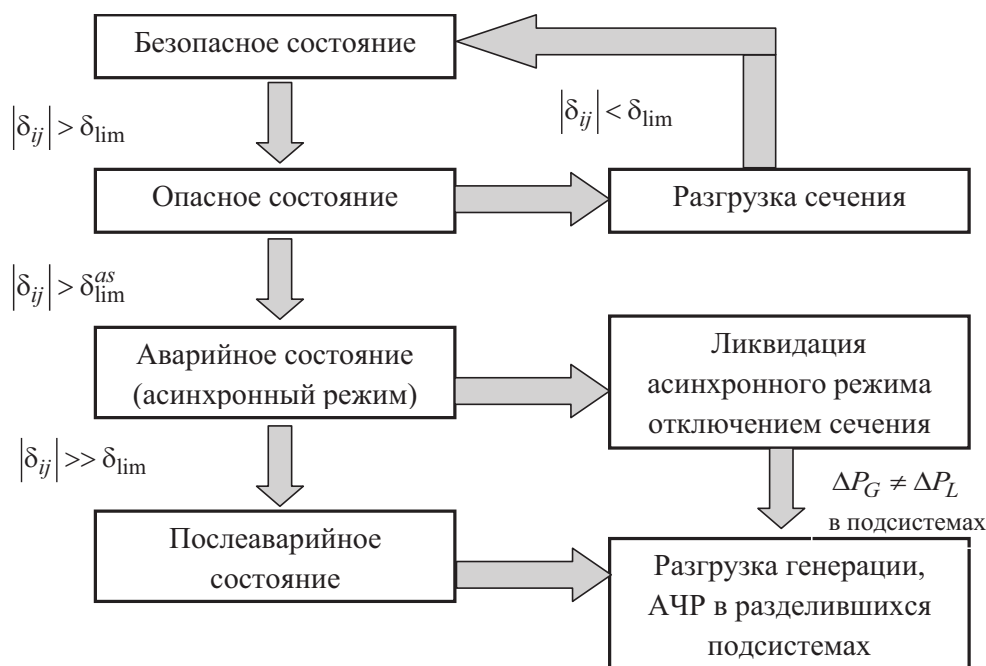 Безопасное состояние
|δij| > δlim
|δij| < δlim
Опасное состояние
Разгрузка сечения
|δij| > δlim^as
Аварийное состояние
(асинхронный режим)
Ликвидация
асинхронного режима
отключением сечения
|δij| >> δlim
ΔPG ≠ ΔPL
в подсистемах
Послеаварийное
состояние
Разгрузка генерации,
АЧР в разделившихся
подсистемах